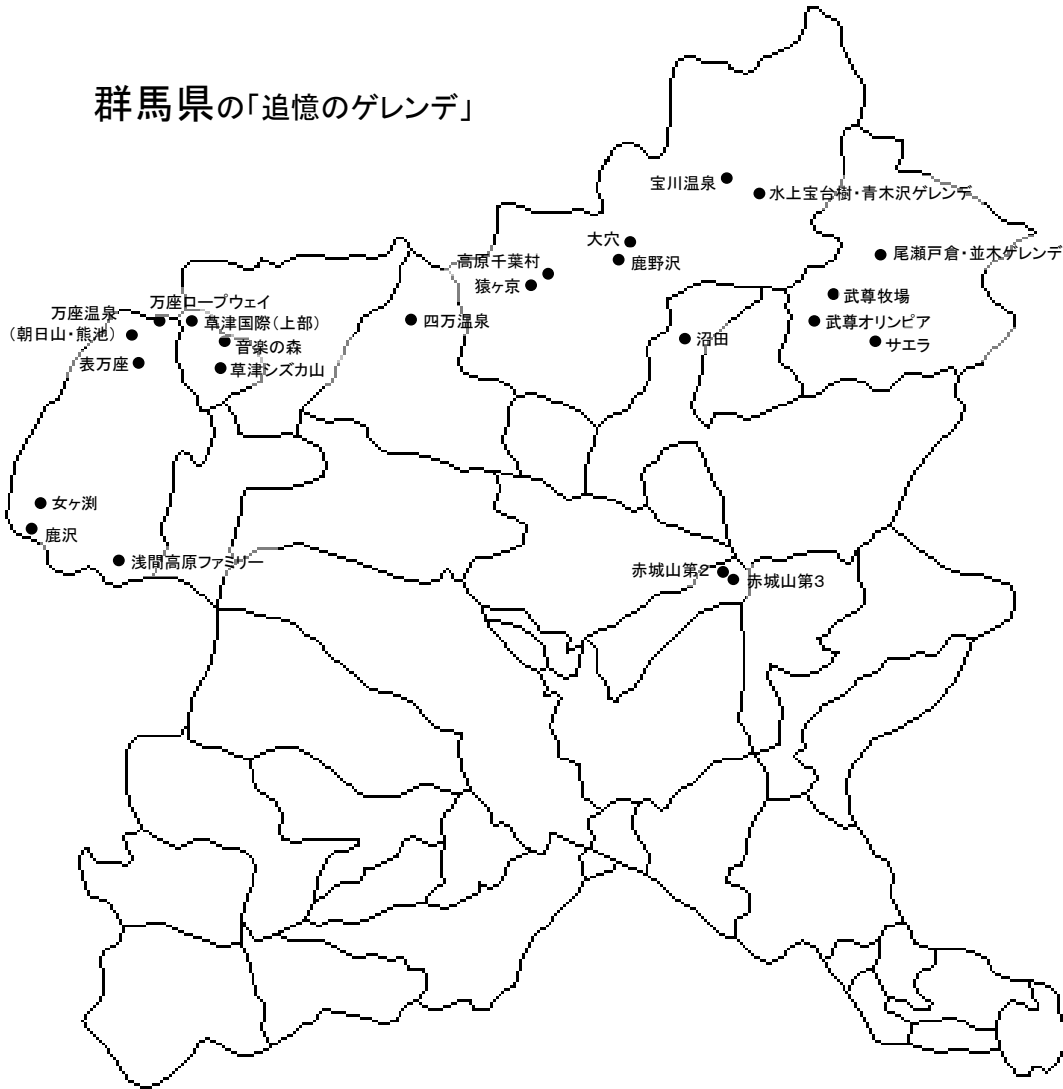 群馬県の「追憶のゲレンデ」
宝川温泉
水上宝台樹・青木沢ゲレンデ
大穴
尾瀬戸倉・並木ゲレンデ
高原千葉村
鹿野沢
猿ヶ京
武尊牧場
万座ロープウェイ
万座温泉
(朝日山・熊池)
草津国際(上部)
四万温泉
武尊オリンピア
沼田
サエラ
音楽の森
表万座
草津シズカ山
女ヶ渕
鹿沢
浅間高原ファミリー
赤城山第2
赤城山第3